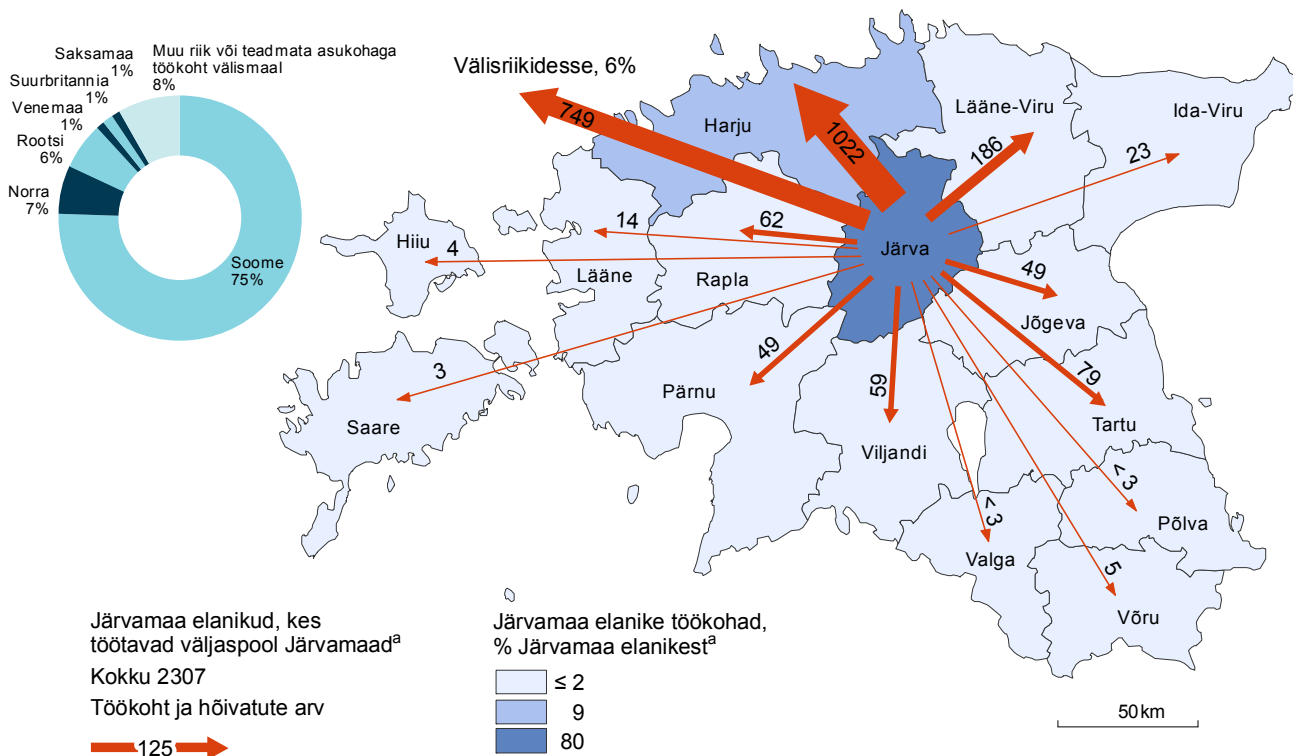 Saksamaa
1%
Suurbritannia
1%
Venemaa
1%
Rootsi
6%
Norra
7%
Muu riik või teadmata asukohaga
töökoht välismaal
8%
Soome
75%
Välisriikidesse, 6%
749
1022
Harju
Lääne-Viru
186
Ida-Viru
23
Hiiu
4
14
Lääne
62
Rapla
Järva
49
Jõgeva
3
Saare
49
Pärnu
59
Viljandi
79
Tartu
< 3
Põlva
< 3
Valga
5
Võru
Järvamaa elanikud, kes
töötavad väljaspool Järvamaadᵃ
Kokku 2307
Töökoht ja hõivatute arv
125
Järvamaa elanike töökohad,
% Järvamaa elanikestᵃ
≤ 2
9
80
50 km